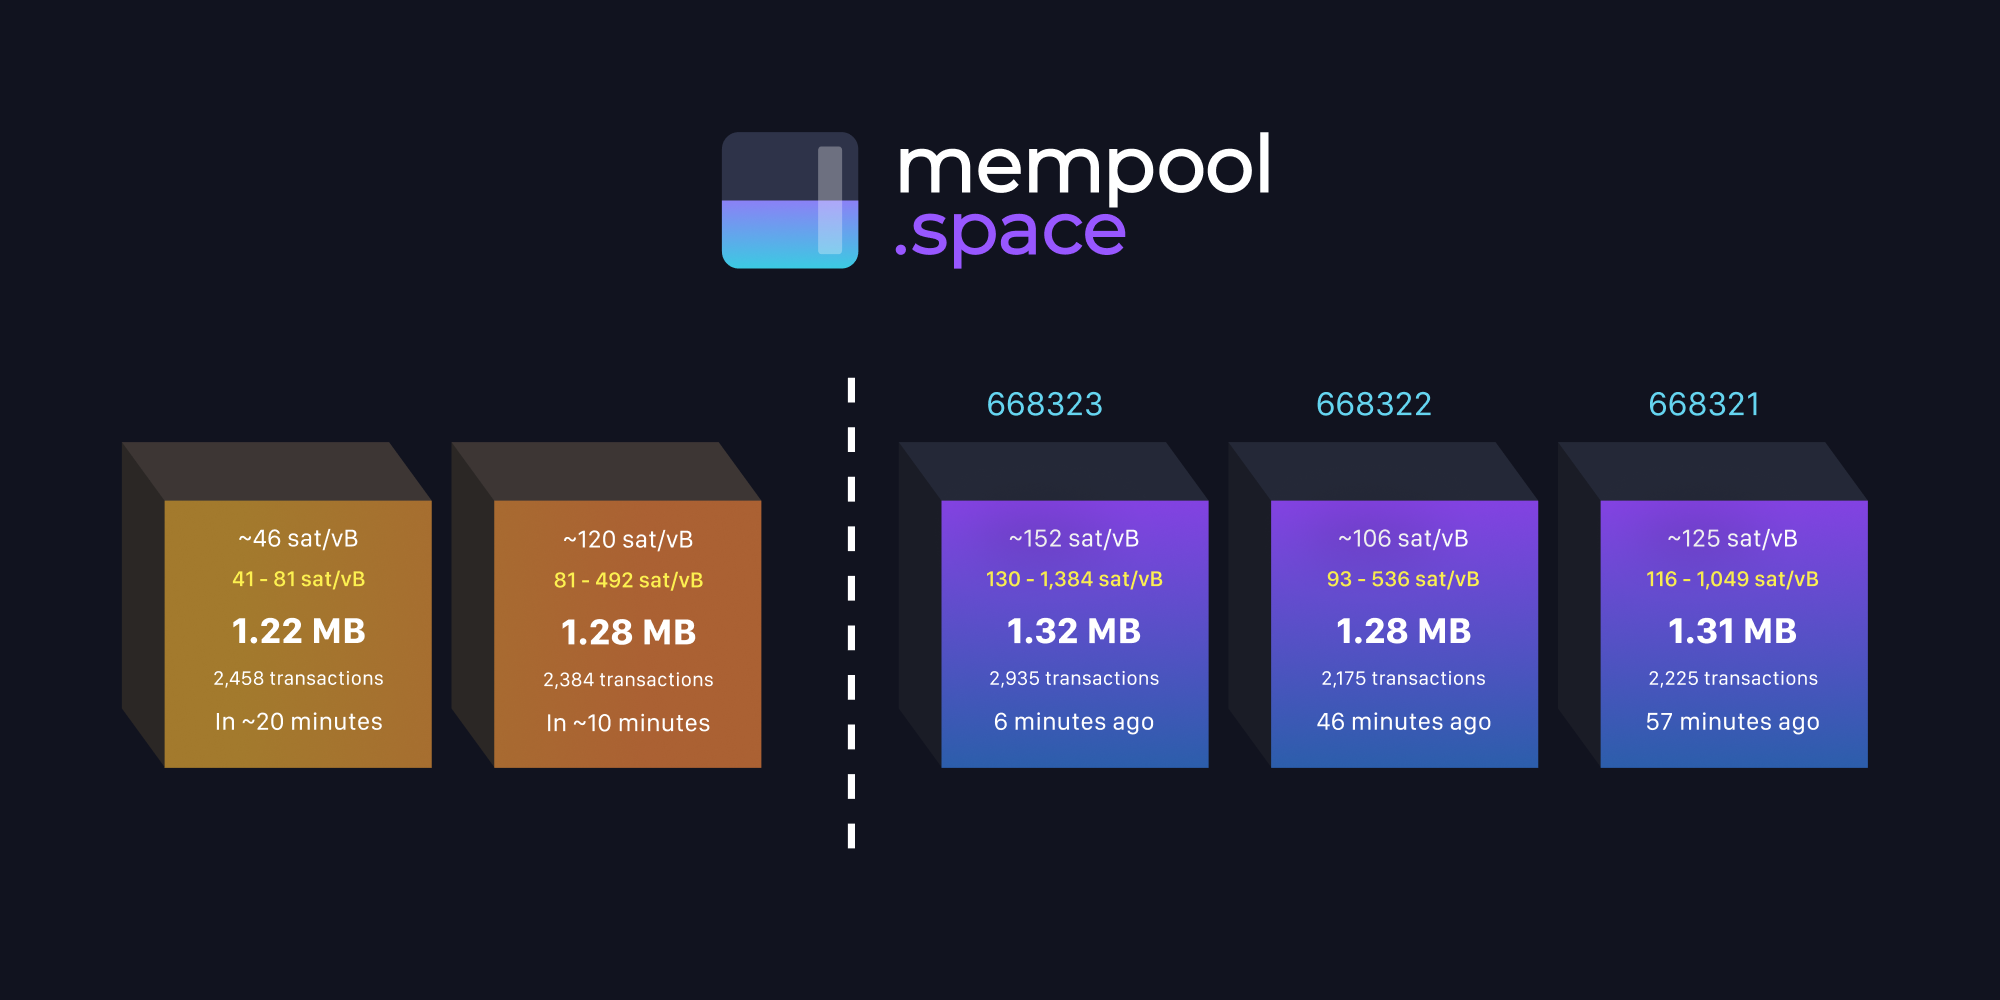 mempool
.space
~46 sat/vB
41 - 81 sat/vB
1.22 MB
2,458 transactions
In ~20 minutes
~120 sat/vB
81 - 492 sat/vB
1.28 MB
2,384 transactions
In ~10 minutes
668323
~152 sat/vB
130 - 1,384 sat/vB
1.32 MB
2,935 transactions
6 minutes ago
668322
~106 sat/vB
93 - 536 sat/vB
1.28 MB
2,175 transactions
46 minutes ago
668321
~125 sat/vB
116 - 1,049 sat/vB
1.31 MB
2,225 transactions
57 minutes ago